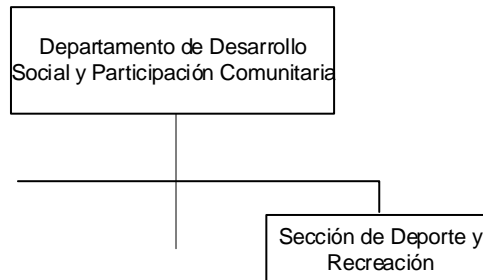 Departamento de Desarrollo
Social y Participación Comunitaria
Sección de Deporte y
Recreación